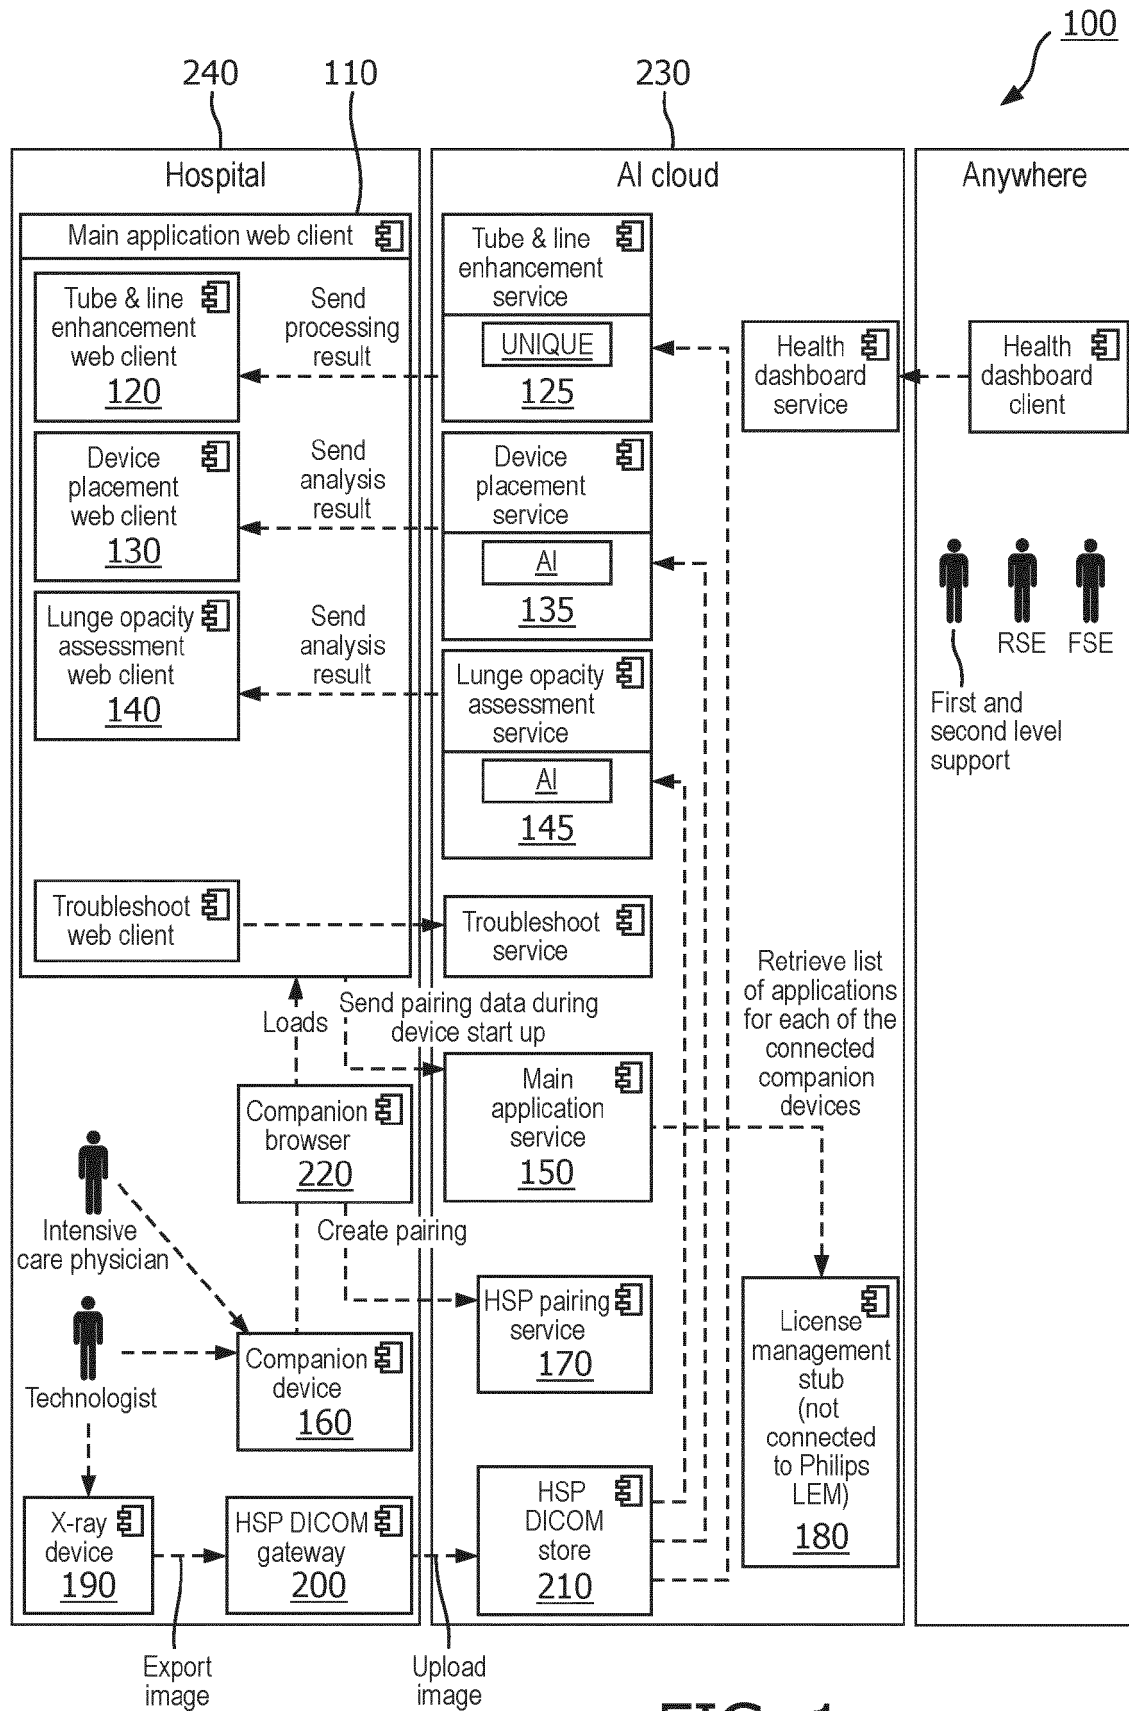 100
240
110
230
Hospital
AI cloud
Anywhere
Main application web client
Tube & line
enhancement
web client
120
Send
processing
result
Tube & line
enhancement
service
UNIQUE
125
Health
dashboard
service
Health
dashboard
client
Device
placement
web client
130
Send
analysis
result
Device
placement
service
AI
135
Lunge opacity
assessment
web client
140
Send
analysis
result
Lunge opacity
assessment
service
AI
145
RSE
FSE
First and
second level
support
Troubleshoot
web client
Troubleshoot
service
Loads
Send pairing data during
device start up
Retrieve list
of applications
for each of the
connected
companion
devices
Companion
browser
220
Main
application
service
150
Intensive
care physician
Create pairing
HSP pairing
service
170
Technologist
Companion
device
160
License
management
stub
(not
connected
to Philips
LEM)
180
X-ray
device
190
HSP DICOM
gateway
200
HSP
DICOM
store
210
Export
image
Upload
image